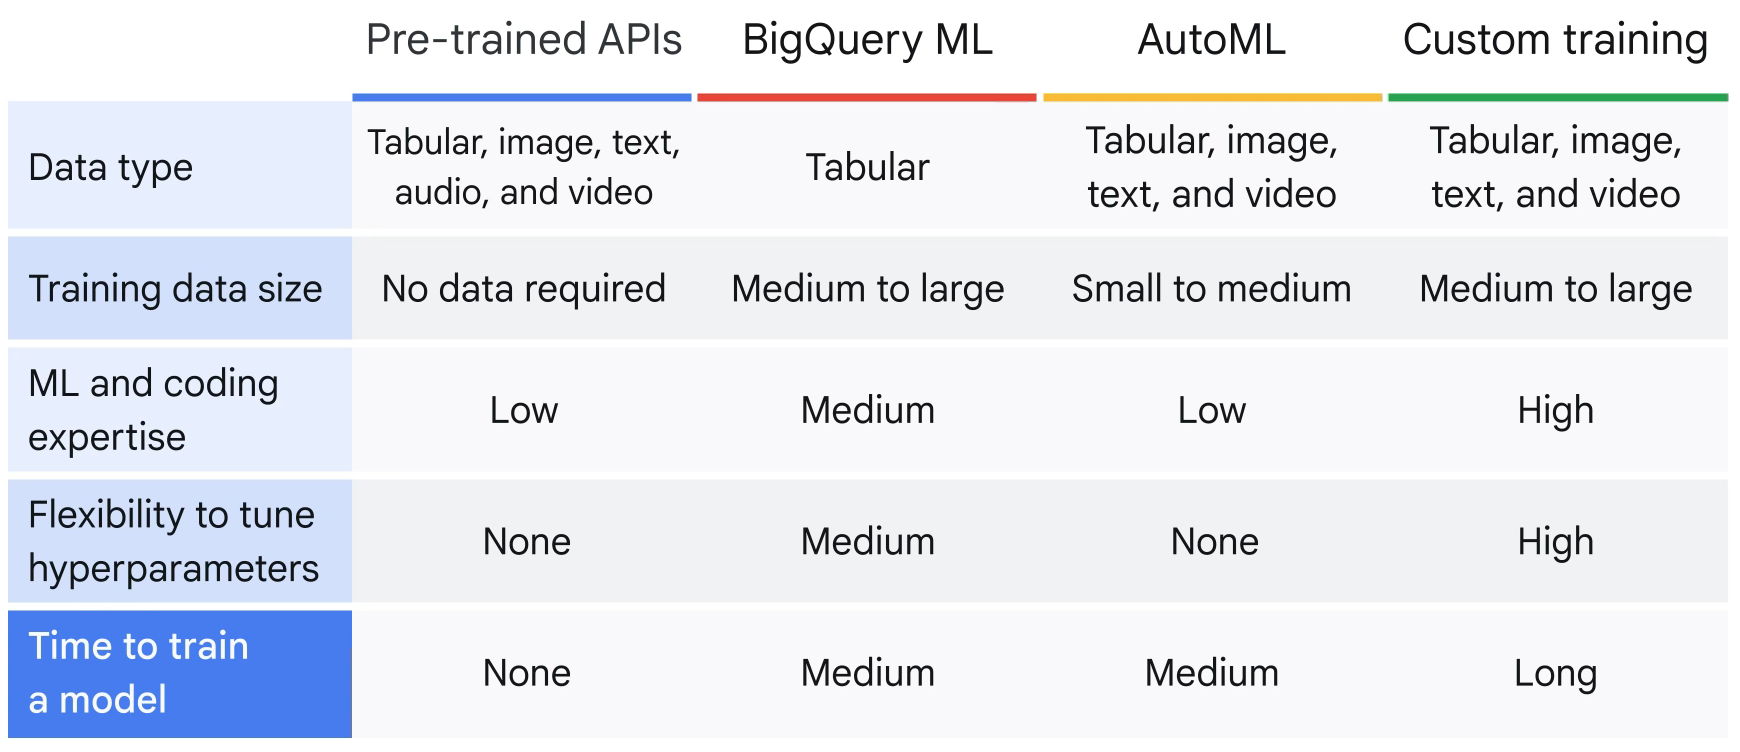 Pre-trained APIs BigQuery ML AutoML Custom training
Data type
Tabular, image, text,
audio, and video
Tabular
Tabular, image,
text, and video
Tabular, image,
text, and video
Training data size No data required Medium to large Small to medium Medium to large
ML and coding
expertise
Low Medium Low High
Flexibility to tune
hyperparameters
None Medium None High
Time to train
a model
None Medium Medium Long